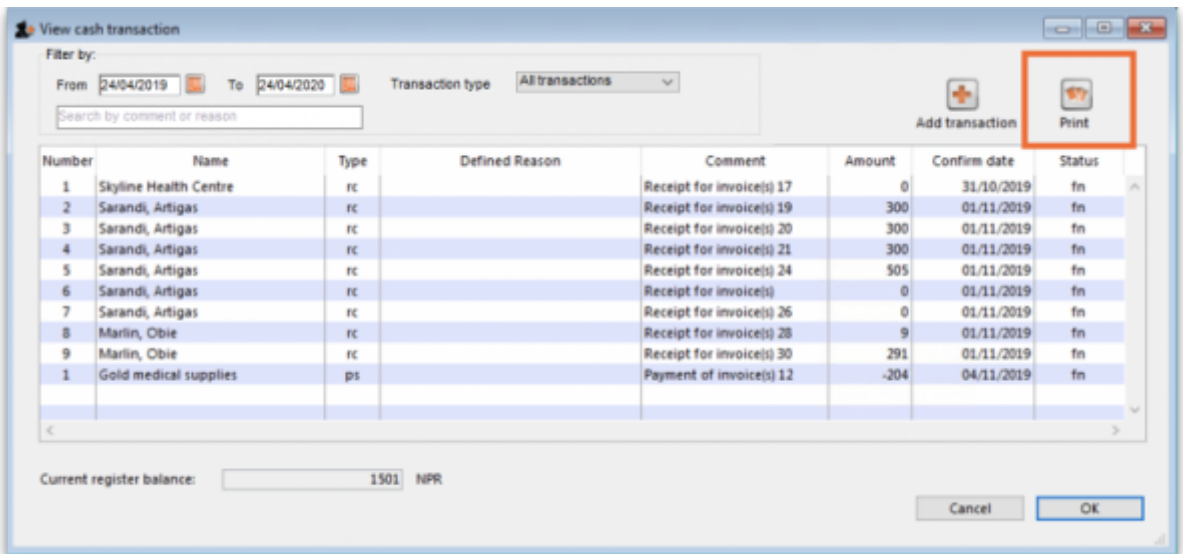 View cash transaction
Filter by:
From 24/04/2019 To 24/04/2020 Transaction type All transactions
Search by comment or reason
Add transaction Print
Number Name Type Defined Reason Comment Amount Confirm date Status
1 Skyline Health Centre rc Receipt for invoice(s) 17 0 31/10/2019 fn
2 Sarandi, Artigas rc Receipt for invoice(s) 19 300 01/11/2019 fn
3 Sarandi, Artigas rc Receipt for invoice(s) 20 300 01/11/2019 fn
4 Sarandi, Artigas rc Receipt for invoice(s) 21 300 01/11/2019 fn
5 Sarandi, Artigas rc Receipt for invoice(s) 24 505 01/11/2019 fn
6 Sarandi, Artigas rc Receipt for invoice(s) 0 01/11/2019 fn
7 Sarandi, Artigas rc Receipt for invoice(s) 26 0 01/11/2019 fn
8 Marlin, Obie rc Receipt for invoice(s) 28 9 01/11/2019 fn
9 Marlin, Obie rc Receipt for invoice(s) 30 291 01/11/2019 fn
1 Gold medical supplies ps Payment of invoice(s) 12 -204 04/11/2019 fn
Current register balance: 1501 NPR
Cancel OK